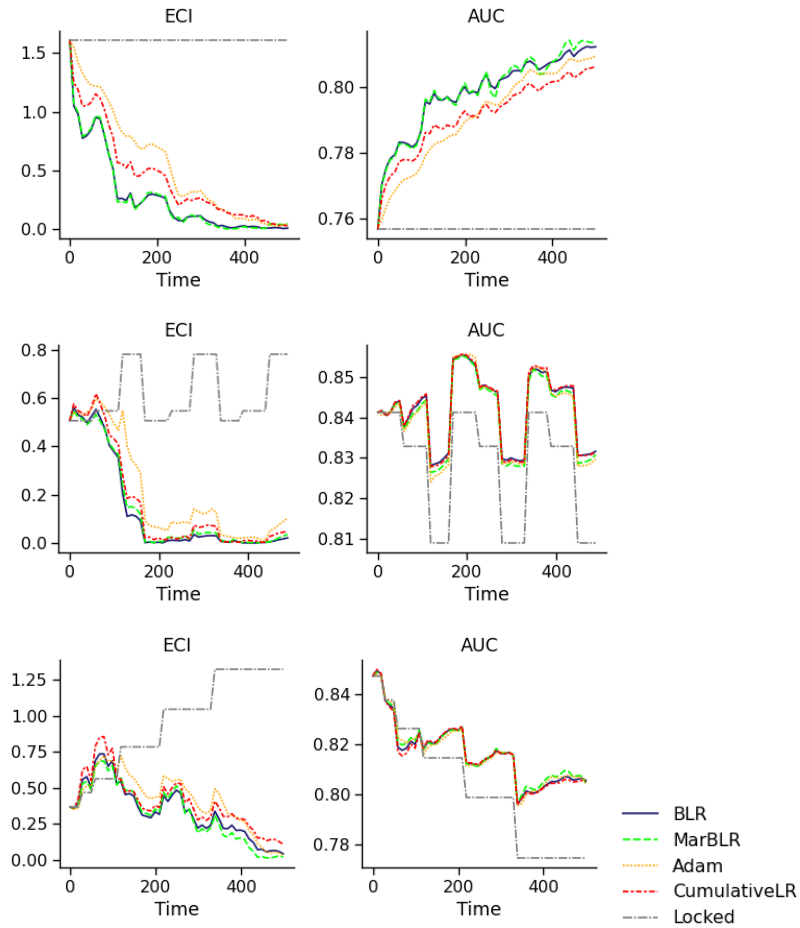 ECI
AUC
1.5
1.0
0.5
0.0
0.80
0.78
0.76
0
200
400
0
200
400
Time
Time
ECI
AUC
0.8
0.6
0.4
0.2
0.0
0.85
0.84
0.83
0.82
0.81
0
200
400
0
200
400
Time
Time
ECI
AUC
1.25
1.00
0.75
0.50
0.25
0.00
0.84
0.82
0.80
0.78
0
200
400
0
200
400
Time
Time
BLR
MarBLR
Adam
CumulativeLR
Locked